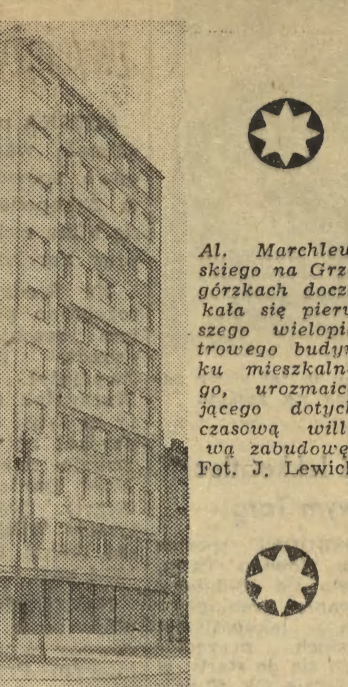 Al. Marchlew
skiego na Grz
górzkach docz
kała się pierw
szego wielopi
trowego budyn
ku mieszkaln
go, urozmaic
jącego dotych
czasową will
wą zabudowę
Fot. J. Lewick